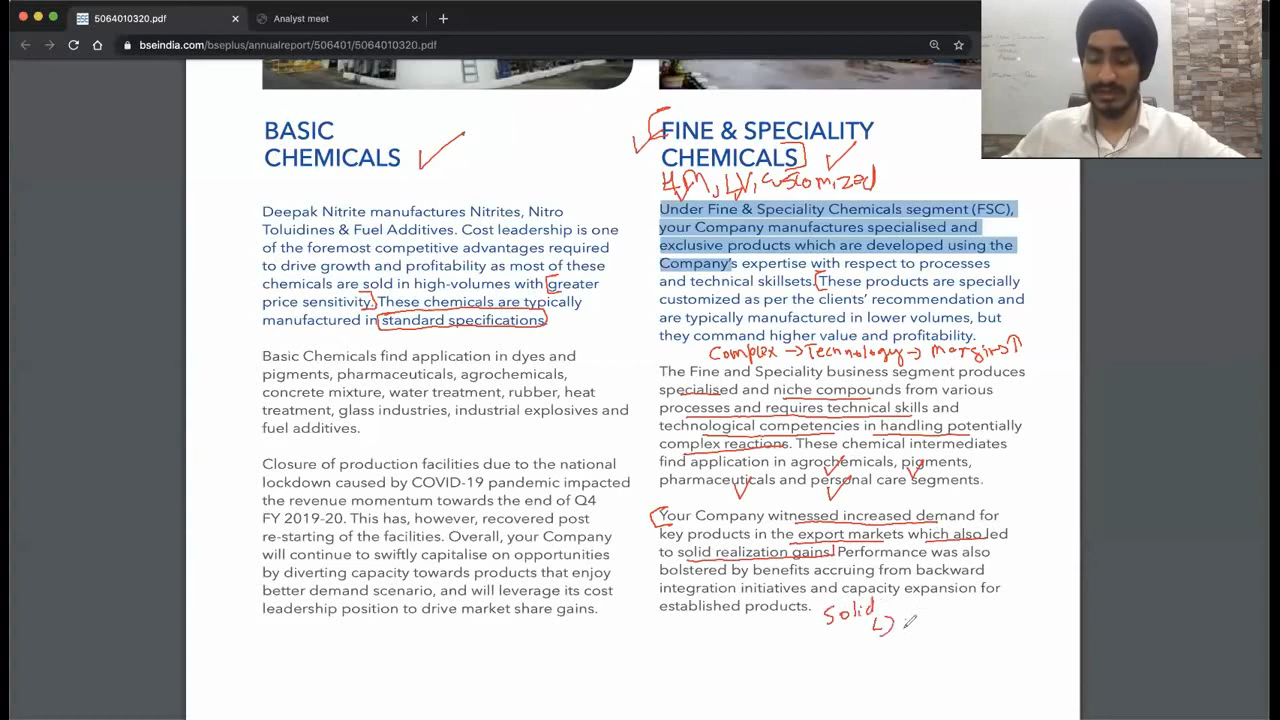 5064010320.pdf
Analyst meet
bseindia.com/bseplus/annualreport/506401/5064010320.pdf
BASIC
CHEMICALS
Deepak Nitrite manufactures Nitrites, Nitro
Toluidines & Fuel Additives. Cost leadership is one
of the foremost competitive advantages required
to drive growth and profitability as most of these
chemicals are sold in high-volumes with greater
price sensitivity. These chemicals are typically
manufactured in standard specifications.
Basic Chemicals find application in dyes and
pigments, pharmaceuticals, agrochemicals,
concrete mixture, water treatment, rubber, heat
treatment, glass industries, industrial explosives and
fuel additives.
Closure of production facilities due to the national
lockdown caused by COVID-19 pandemic impacted
the revenue momentum towards the end of Q4
FY 2019-20. This has, however, recovered post
re-starting of the facilities. Overall, your Company
will continue to swiftly capitalise on opportunities
by diverting capacity towards products that enjoy
better demand scenario, and will leverage its cost
leadership position to drive market share gains.
FINE & SPECIALITY
CHEMICALS
HM, LV, Customized
Under Fine & Speciality Chemicals segment (FSC),
your Company manufactures specialised and
exclusive products which are developed using the
Company's expertise with respect to processes
and technical skillsets. These products are specially
customized as per the clients' recommendation and
are typically manufactured in lower volumes, but
they command higher value and profitability.
Complex → Technology → Margins ↑
The Fine and Speciality business segment produces
specialised and niche compounds from various
processes and requires technical skills and
technological competencies in handling potentially
complex reactions. These chemical intermediates
find application in agrochemicals, pigments,
pharmaceuticals and personal care segments.
Your Company witnessed increased demand for
key products in the export markets which also led
to solid realization gains. Performance was also
bolstered by benefits accruing from backward
integration initiatives and capacity expansion for
established products.
Solid